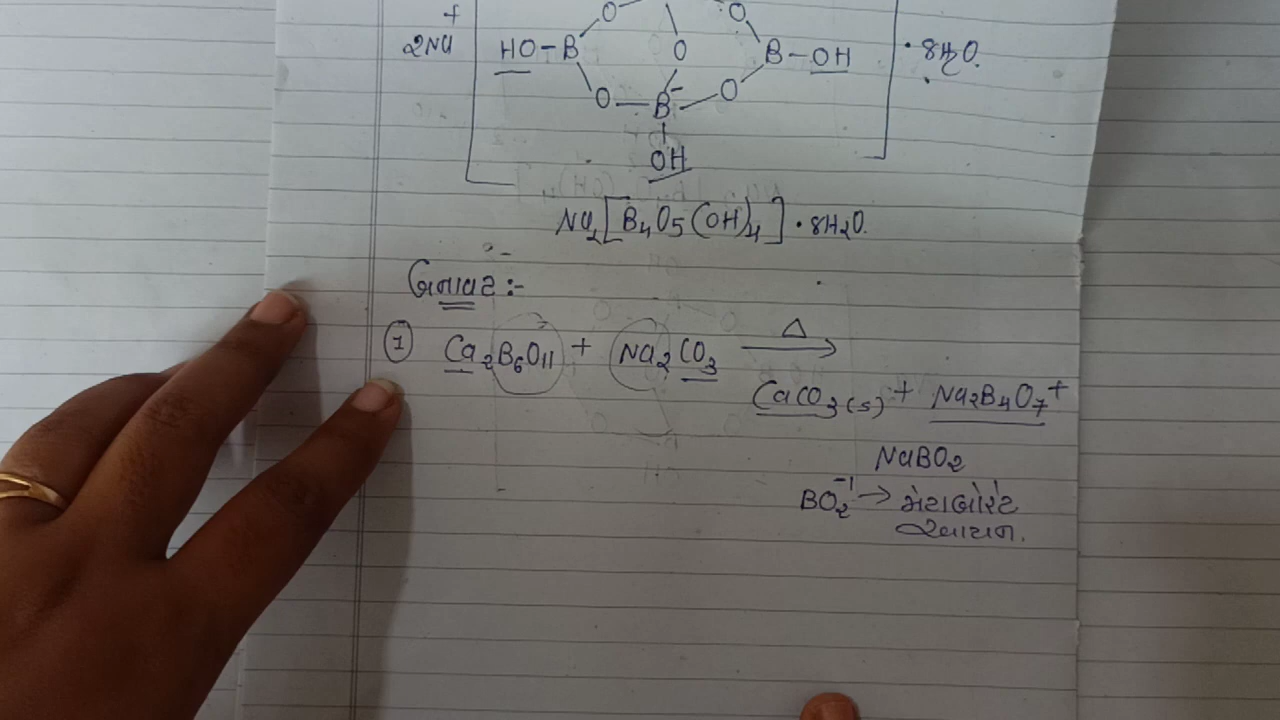 O O
+
2Na HO-B O B-OH · 8H2O.
O B⁻ O
OH
Na2[B4O5(OH)4] · 8H2O.
બનાવટ :-
① Ca2B6O11 + Na2CO3 →Δ
CaCO3(s) + Na2B4O7 +
NaBO2
BO2⁻¹ → મેટાબોરેટ
આયન.